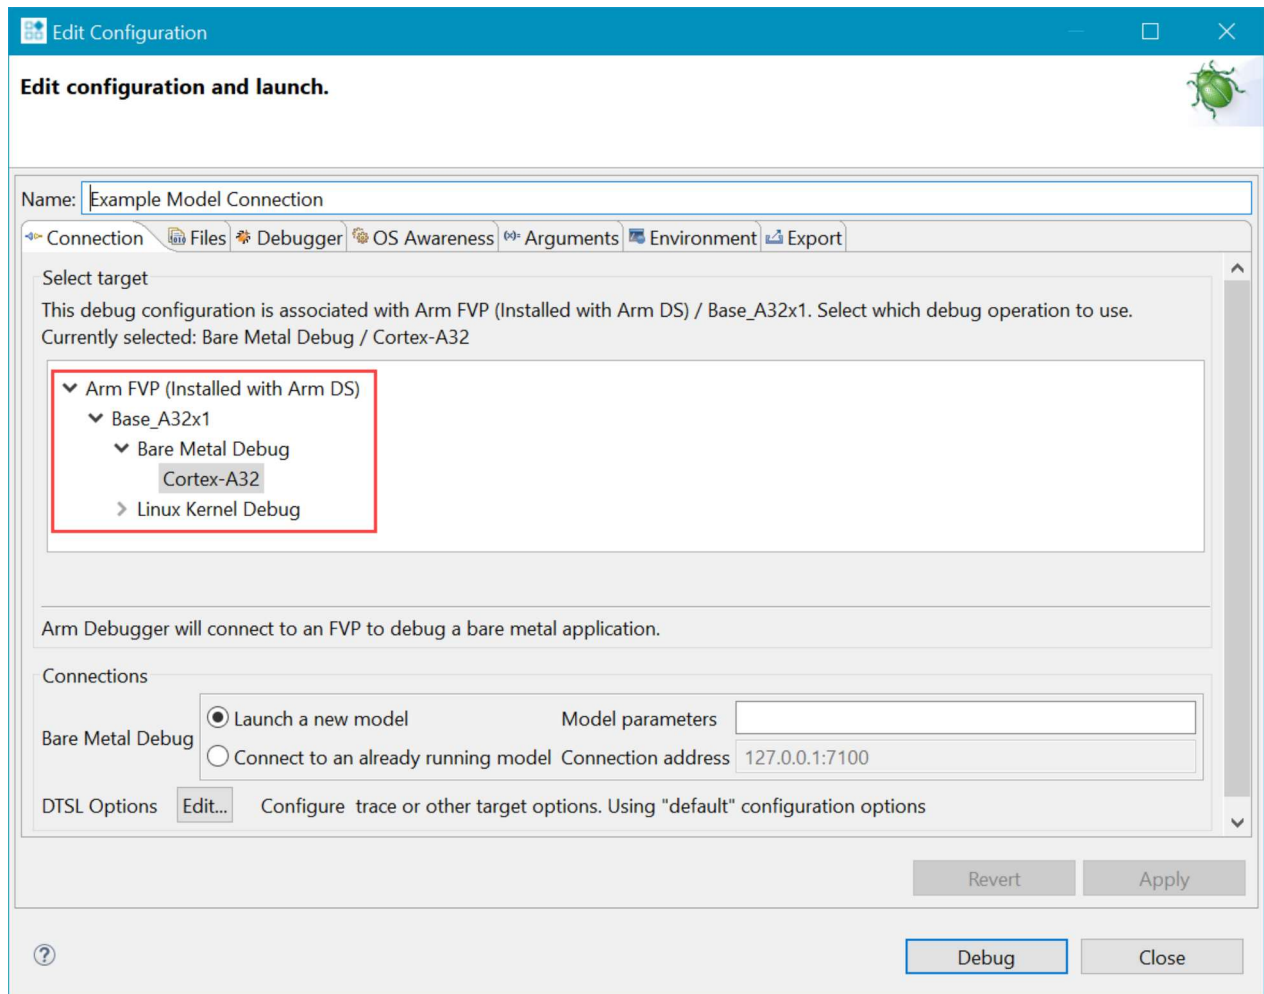 Edit Configuration
Edit configuration and launch.
Name: Example Model Connection
Connection Files Debugger OS Awareness Arguments Environment Export
Select target
This debug configuration is associated with Arm FVP (Installed with Arm DS) / Base_A32x1. Select which debug operation to use.
Currently selected: Bare Metal Debug / Cortex-A32
Arm FVP (Installed with Arm DS)
Base_A32x1
Bare Metal Debug
Cortex-A32
Linux Kernel Debug
Arm Debugger will connect to an FVP to debug a bare metal application.
Connections
Bare Metal Debug
Launch a new model Model parameters
Connect to an already running model Connection address 127.0.0.1:7100
DTSL Options Edit... Configure trace or other target options. Using "default" configuration options
Revert Apply
? Debug Close